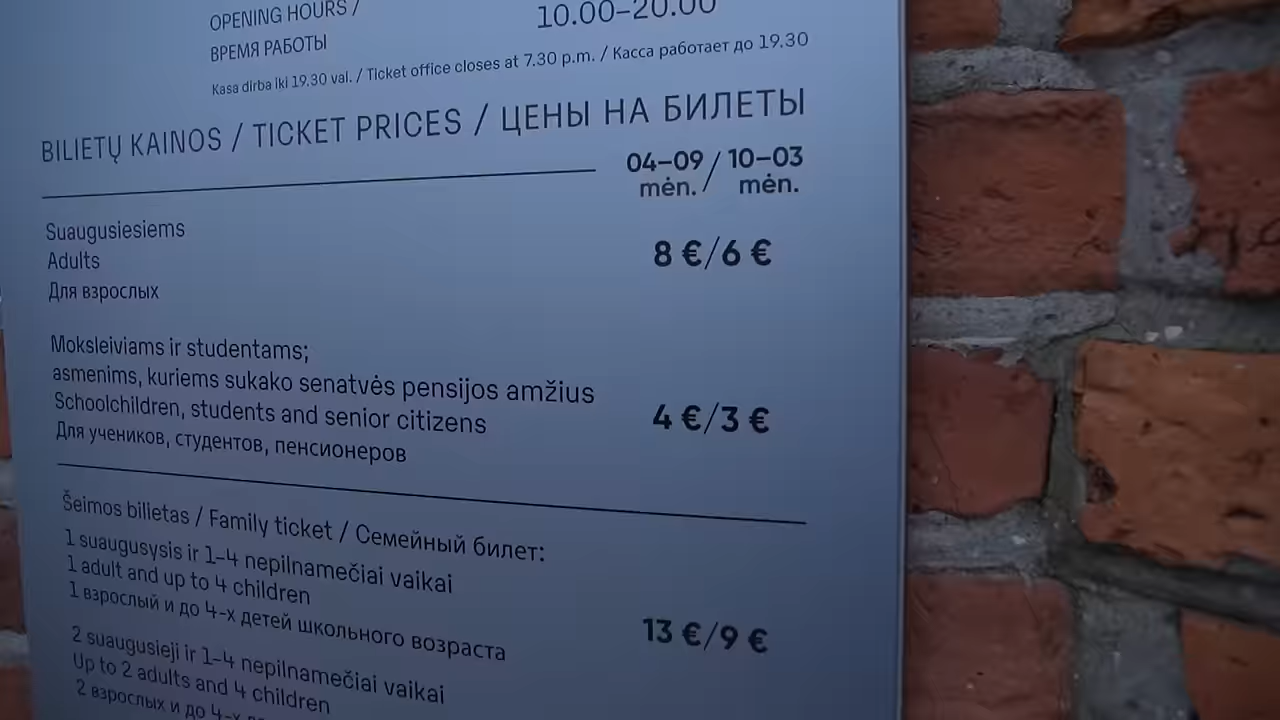 OPENING HOURS /
10.00–20.00
ВРЕМЯ РАБОТЫ
Kasa dirba iki 19.30 val. / Ticket office closes at 7.30 p.m. / Касса работает до 19.30
BILIETŲ KAINOS / TICKET PRICES / ЦЕНЫ НА БИЛЕТЫ
04–09 / 10–03
mėn. mėn.
Suaugusiesiems
Adults
8 €/6 €
Для взрослых
Moksleiviams ir studentams;
asmenims, kuriems sukako senatvės pensijos amžius
Schoolchildren, students and senior citizens
4 €/3 €
Для учеников, студентов, пенсионеров
Šeimos bilietas / Family ticket / Семейный билет:
1 suaugusysis ir 1–4 nepilnamečiai vaikai
1 adult and up to 4 children
1 взрослый и до 4-х детей школьного возраста
13 €/9 €
2 suaugusieji ir 1–4 nepilnamečiai vaikai
Up to 2 adults and 4 children
2 взрослых и до 4-х